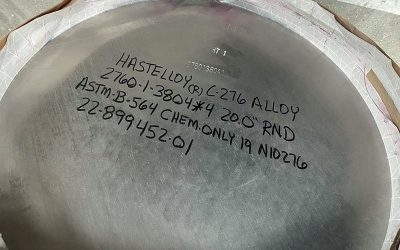 HASTELLOY(R) C-276 ALLOY
2760-1-3804*4 20.0" RND
ASTM-B-564 CHEM.ONLY 19 N10276
22-899452-01